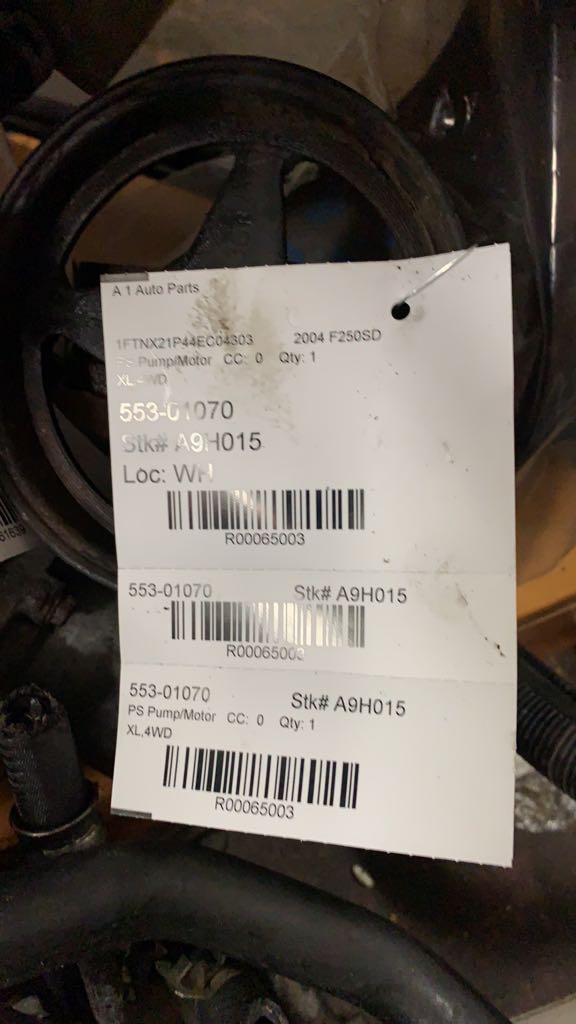 A 1 Auto Parts
1FTNX21P44EC04303 2004 F250SD
PS Pump/Motor CC: 0 Qty: 1
XL,4WD
553-01070
Stk# A9H015
Loc: WH
R00065003
553-01070 Stk# A9H015
R00065003
553-01070 Stk# A9H015
PS Pump/Motor CC: 0 Qty: 1
XL,4WD
R00065003